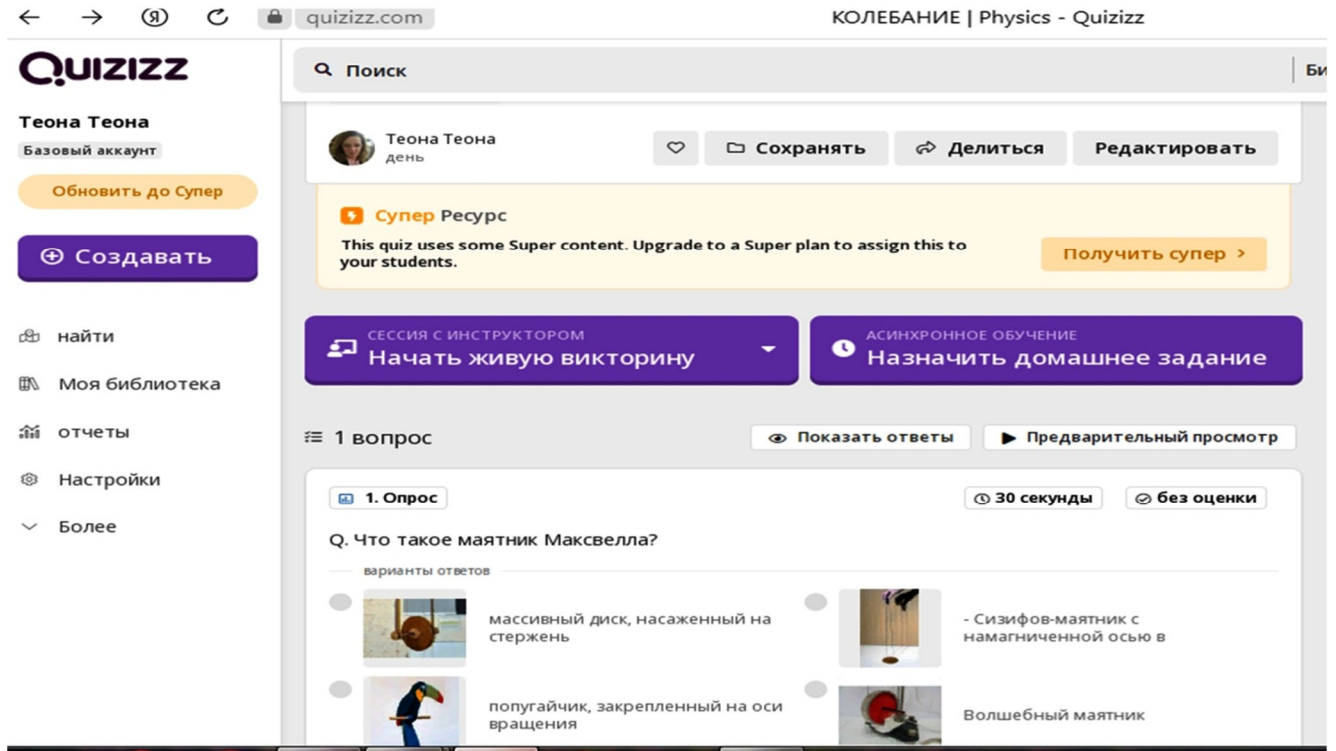 quizizz.com
КОЛЕБАНИЕ | Physics - Quizizz
QUIZIZZ
Поиск
Би
Теона Теона
Базовый аккаунт
Обновить до Супер
Создавать
найти
Моя библиотека
отчеты
Настройки
Более
Теона Теона
день
Сохранять
Делиться
Редактировать
Супер Ресурс
This quiz uses some Super content. Upgrade to a Super plan to assign this to
your students.
Получить супер >
СЕССИЯ С ИНСТРУКТОРОМ
Начать живую викторину
АСИНХРОННОЕ ОБУЧЕНИЕ
Назначить домашнее задание
1 вопрос
Показать ответы
Предварительный просмотр
1. Опрос
30 секунды
без оценки
Q. Что такое маятник Максвелла?
варианты ответов
массивный диск, насаженный на
стержень
- Сизифов-маятник с
намагниченной осью в
попугайчик, закрепленный на оси
вращения
Волшебный маятник